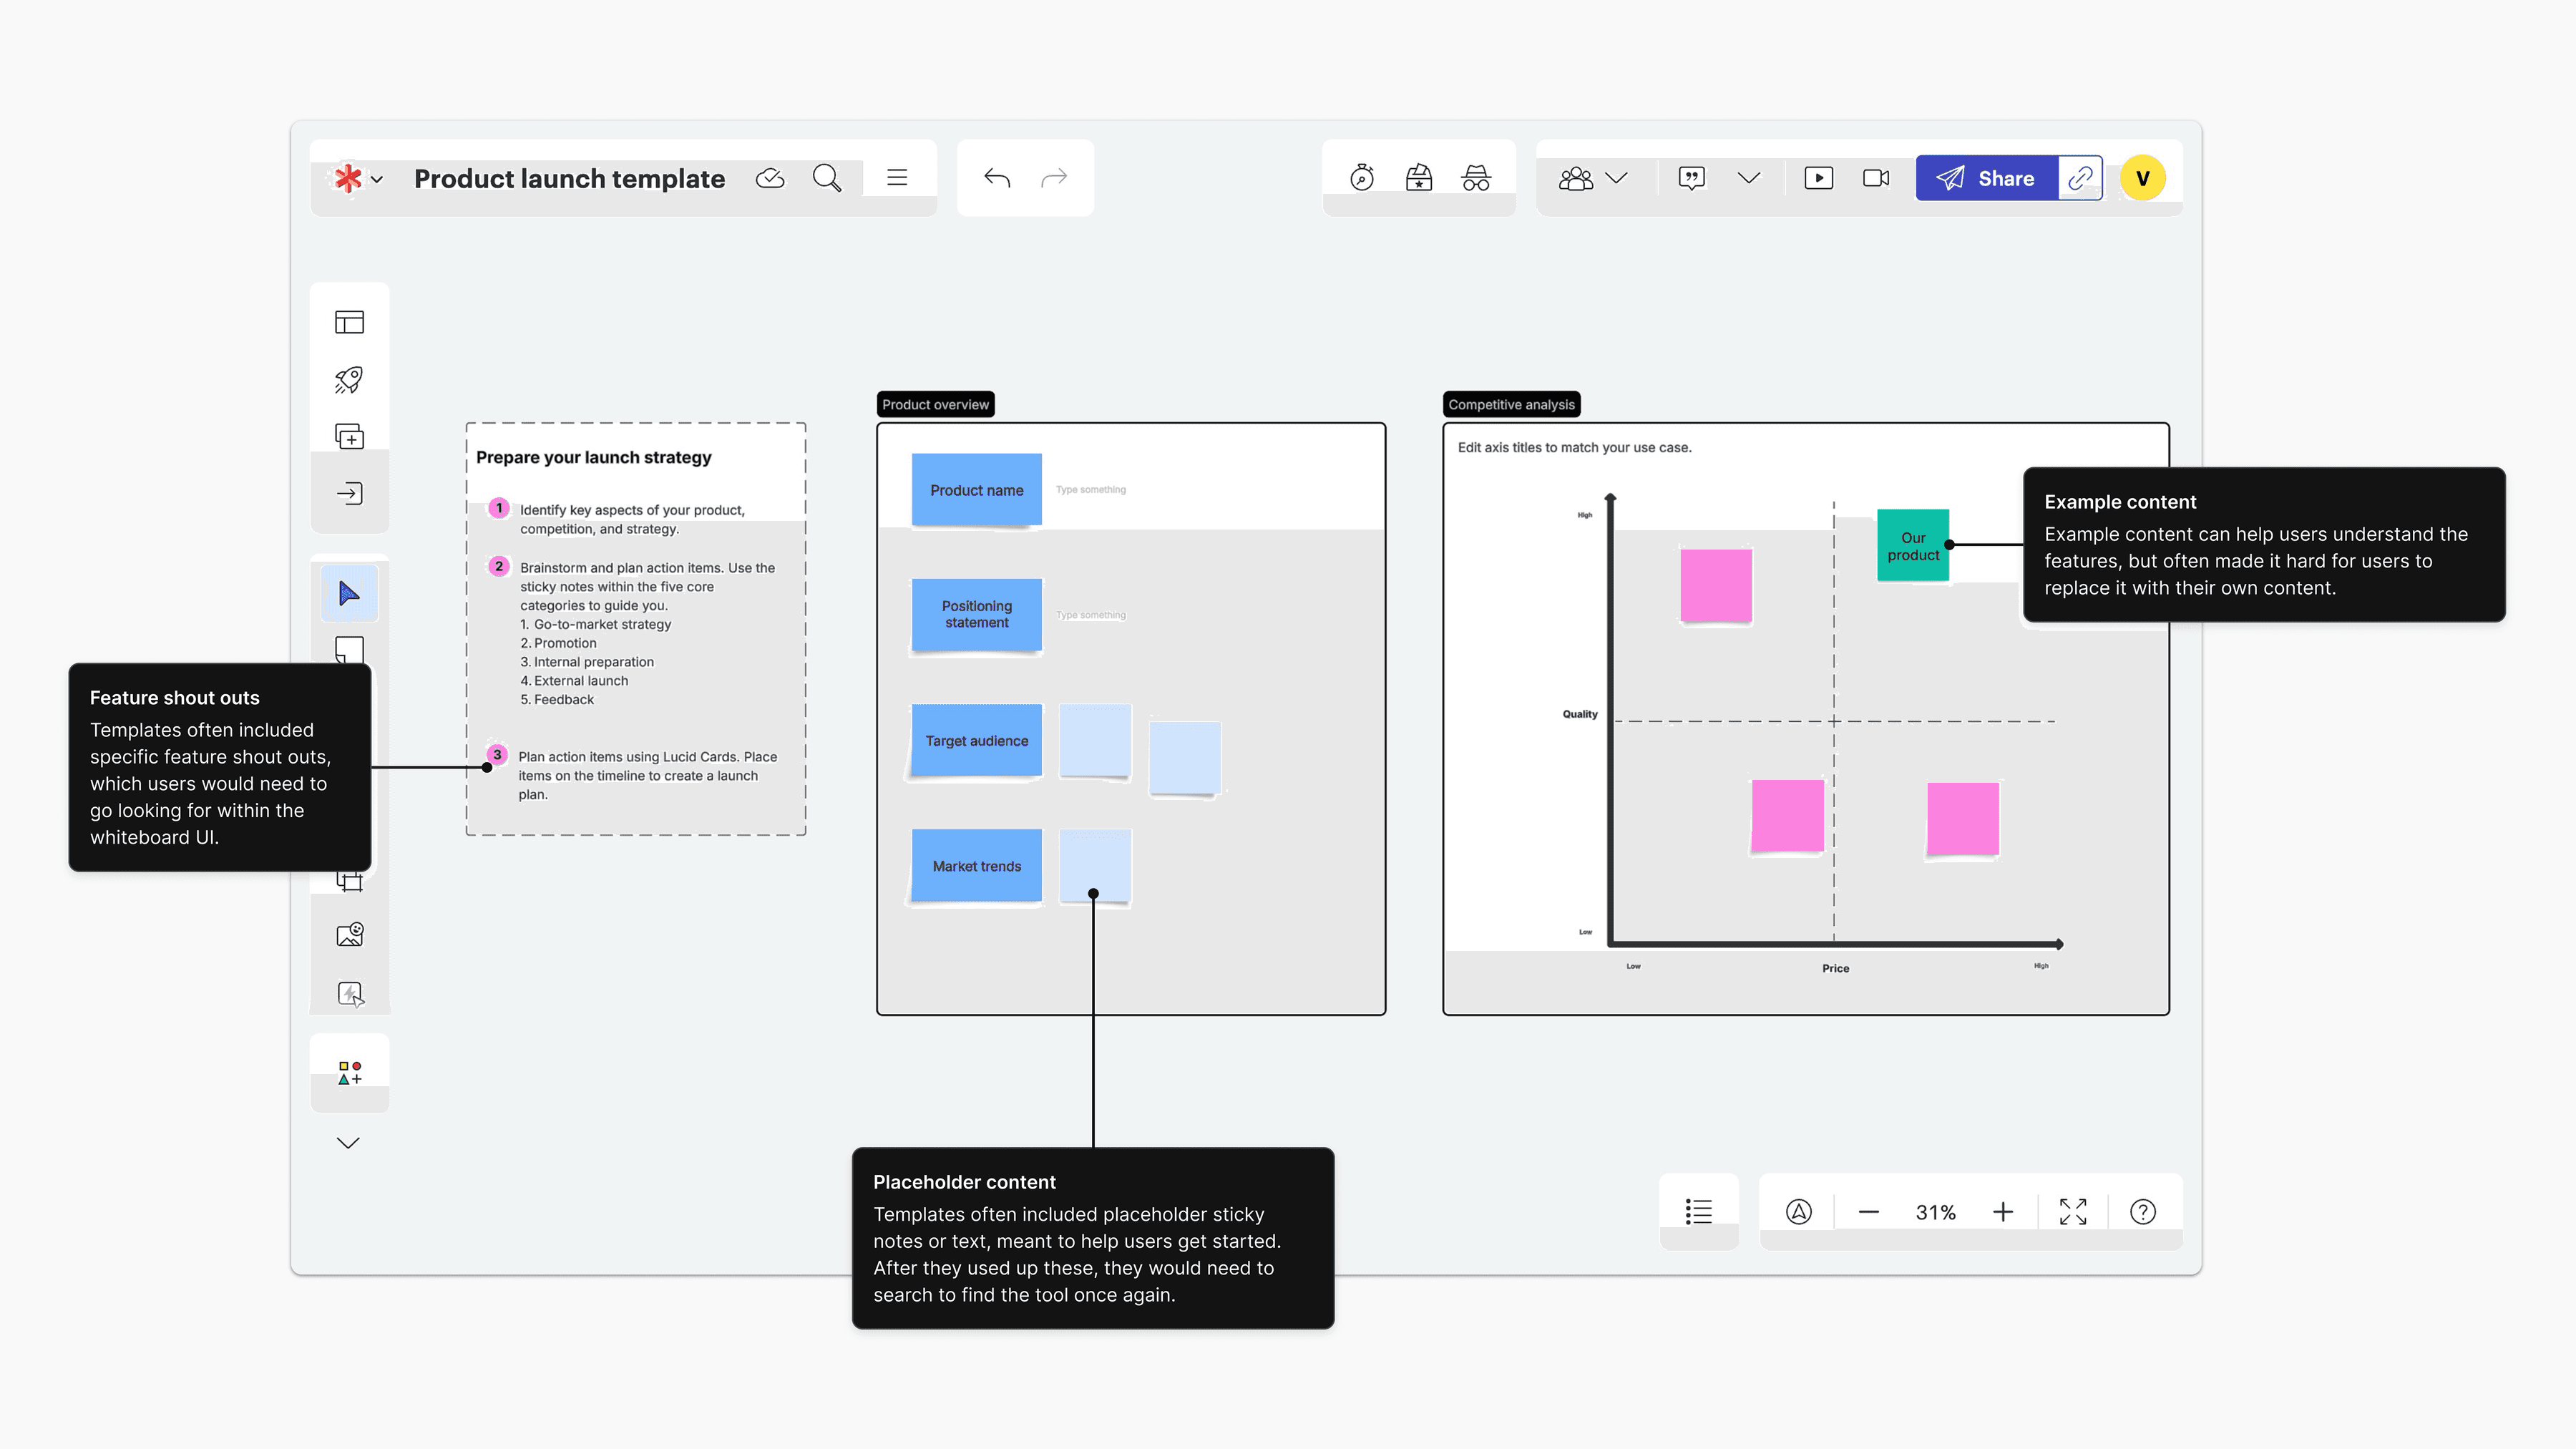 Product launch template
Share
V
Product overview
Competitive analysis
Prepare your launch strategy
1
Identify key aspects of your product,
competition, and strategy.
2
Brainstorm and plan action items. Use the
sticky notes within the five core
categories to guide you.
1. Go-to-market strategy
2. Promotion
3. Internal preparation
4. External launch
5. Feedback
3
Plan action items using Lucid Cards. Place
items on the timeline to create a launch
plan.
Product name
Type something
Positioning
statement
Type something
Target audience
Market trends
Edit axis titles to match your use case.
High
Our
product
Quality
Low
Low
Price
High
Example content
Example content can help users understand the
features, but often made it hard for users to
replace it with their own content.
Feature shout outs
Templates often included
specific feature shout outs,
which users would need to
go looking for within the
whiteboard UI.
Placeholder content
Templates often included placeholder sticky
notes or text, meant to help users get started.
After they used up these, they would need to
search to find the tool once again.
31%